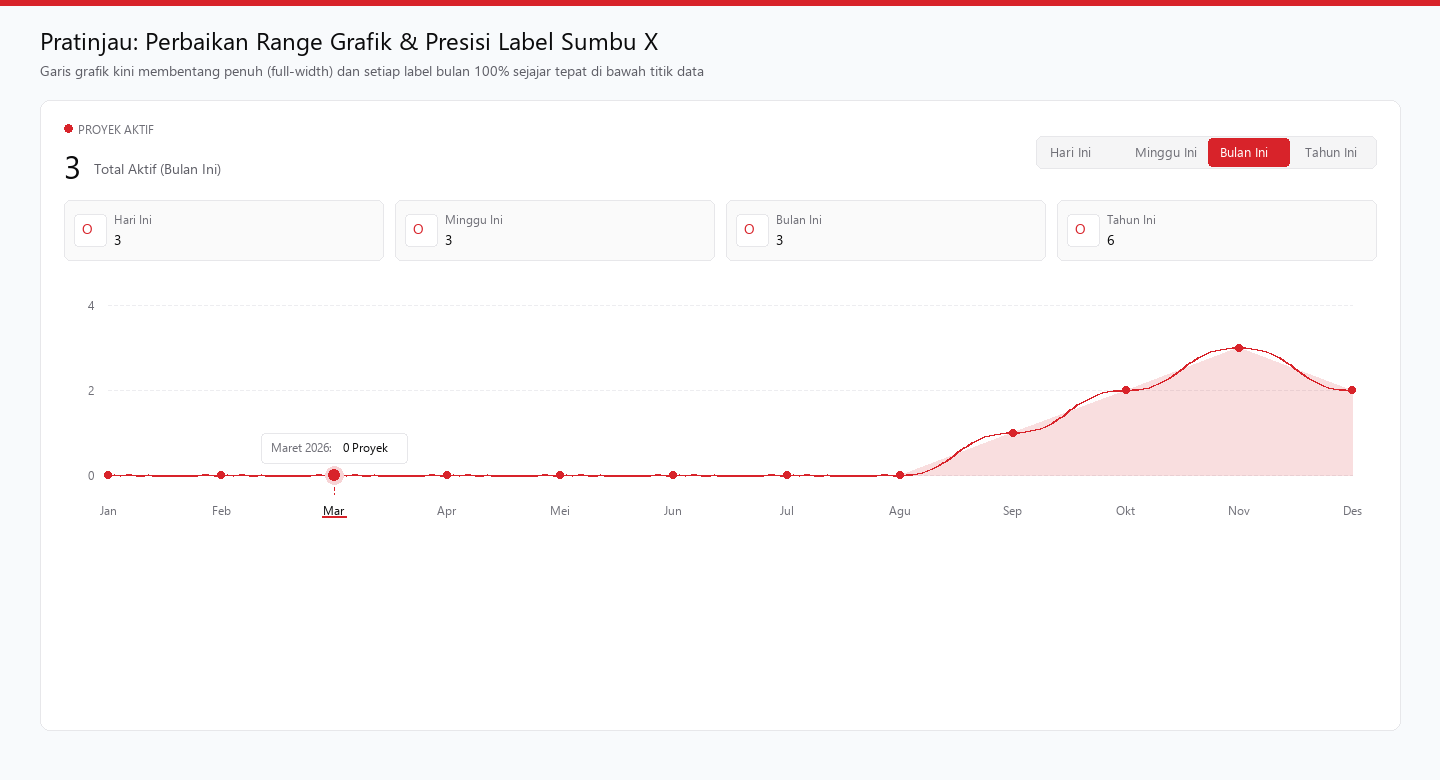 Pratinjau: Perbaikan Range Grafik & Presisi Label Sumbu X
Garis grafik kini membentang penuh (full-width) dan setiap label bulan 100% sejajar tepat di bawah titik data
PROYEK AKTIF
3 Total Aktif (Bulan Ini)
Hari Ini Minggu Ini Bulan Ini Tahun Ini
O Hari Ini 3
O Minggu Ini 3
O Bulan Ini 3
O Tahun Ini 6
4
2
Maret 2026: 0 Proyek
0
Jan Feb Mar Apr Mei Jun Jul Agu Sep Okt Nov Des